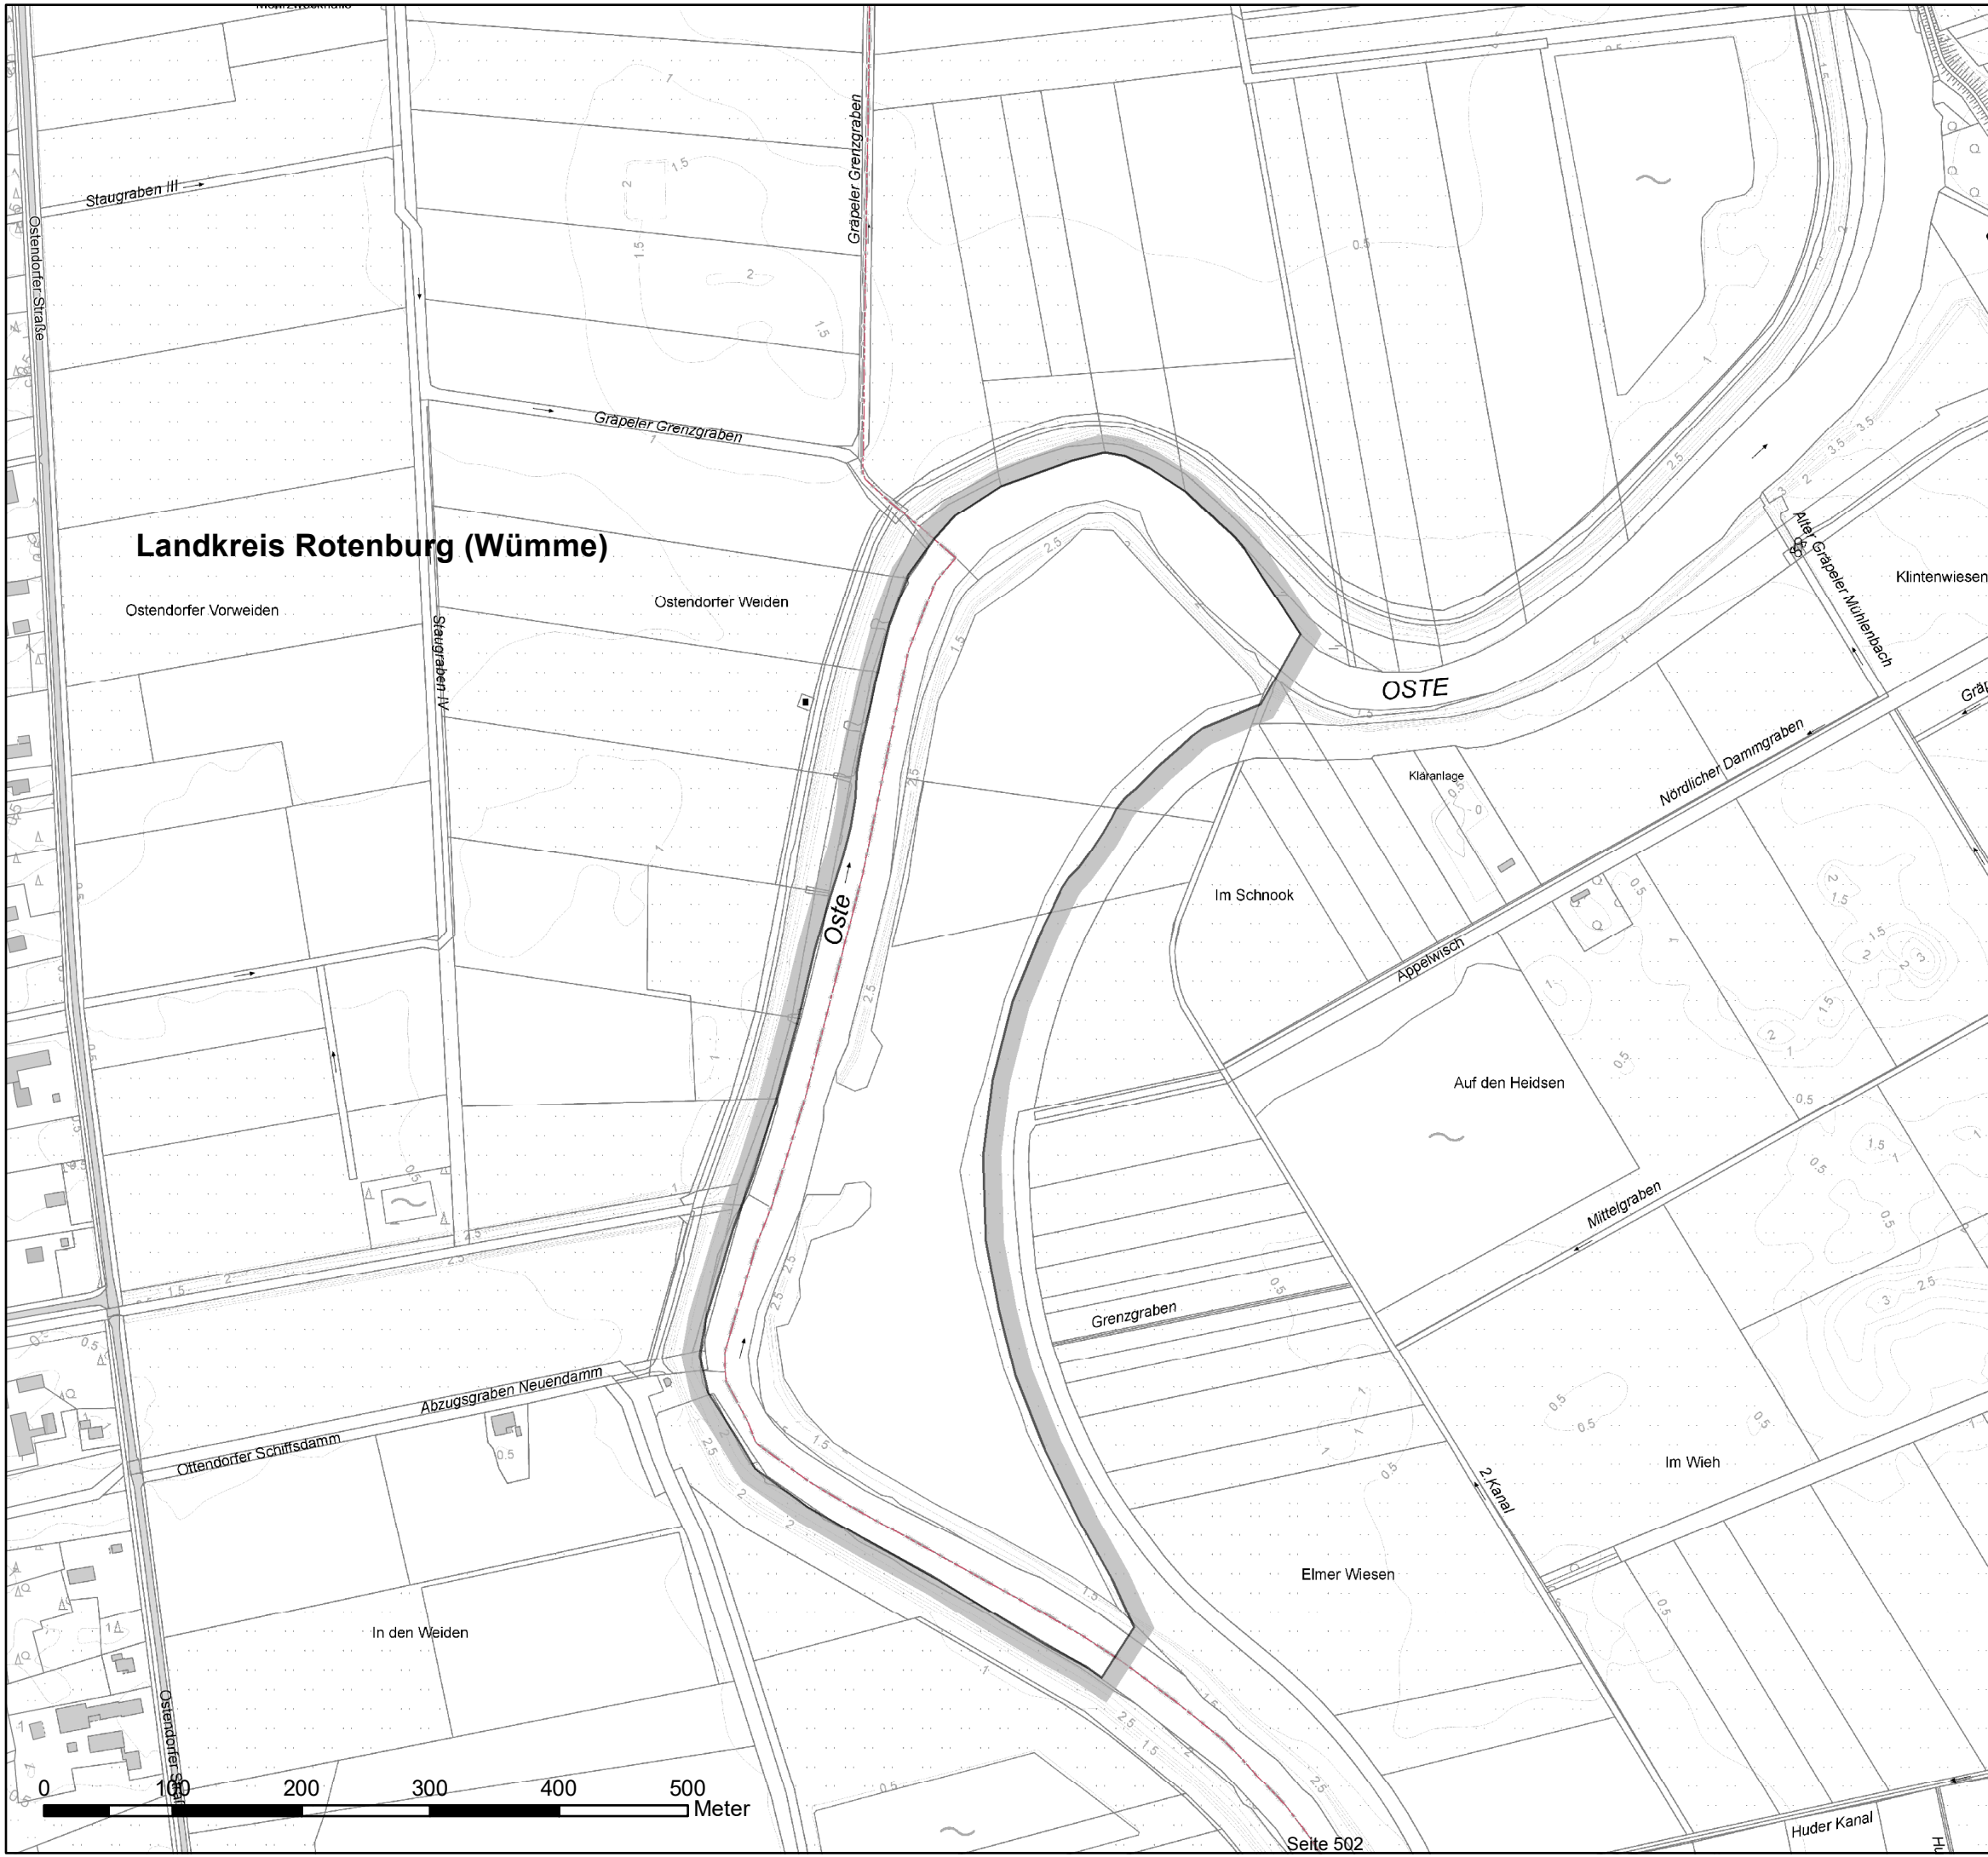 Staugraben III
Ostendorfer Straße
Gräpeler Grenzgraben
Gräpeler Grenzgraben
Landkreis Rotenburg (Wümme)
Ostendorfer Vorweiden
Ostendorfer Weiden
Staugraben IV
OSTE
Alter Gräpeler Mühlenbach
Klintenwiesen
Nördlicher Dammgraben
Kläranlage
Im Schnook
Oste
Appelwisch
Auf den Heidsen
Mittelgraben
Grenzgraben
Abzugsgraben Neuendamm
Ottendorfer Schiffsdamm
Im Wieh
2.Kanal
Elmer Wiesen
In den Weiden
Ostendorfer Straß
0 100 200 300 400 500
Meter
Huder Kanal
Seite 502